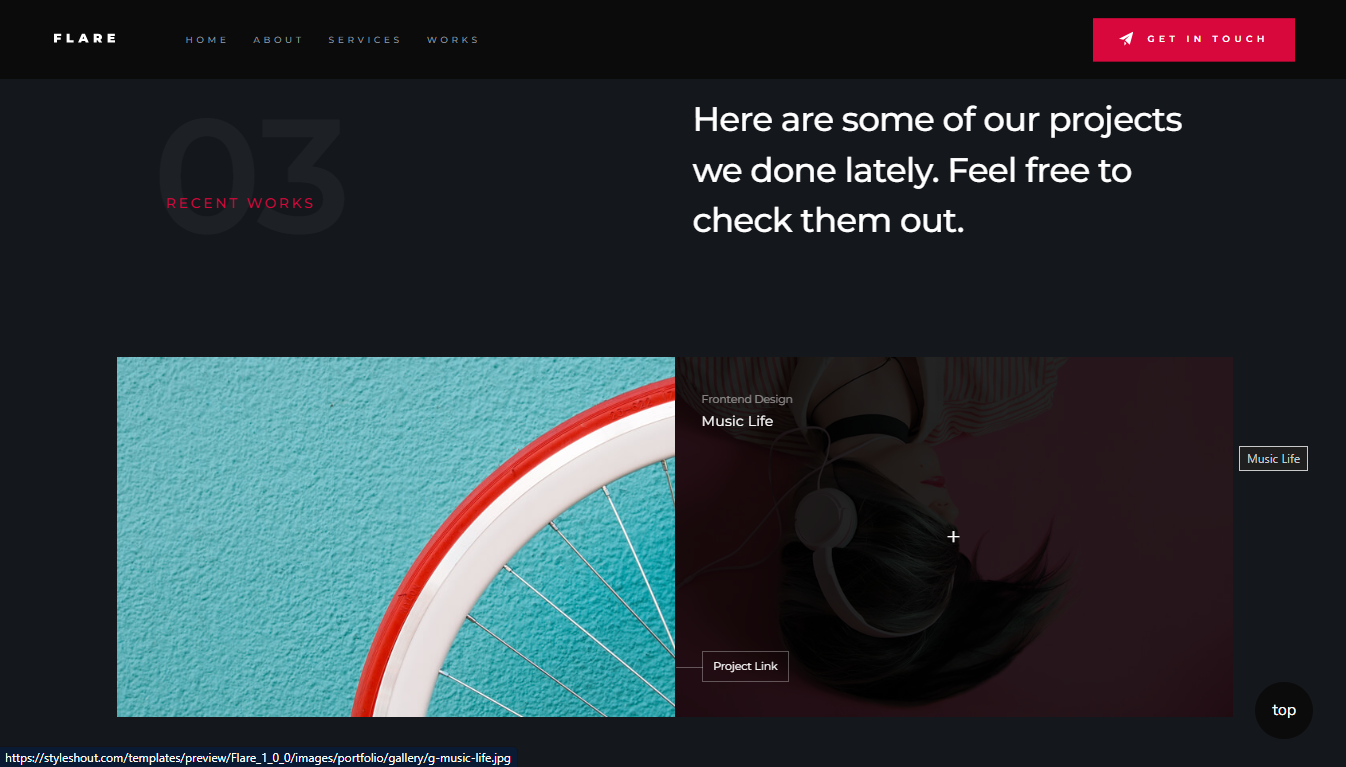 FLARE
HOME ABOUT SERVICES WORKS
GET IN TOUCH
03
RECENT WORKS
Here are some of our projects
we done lately. Feel free to
check them out.
Frontend Design
Music Life
Music Life
Project Link
top
https://styleshout.com/templates/preview/Flare_1_0_0/images/portfolio/gallery/g-music-life.jpg